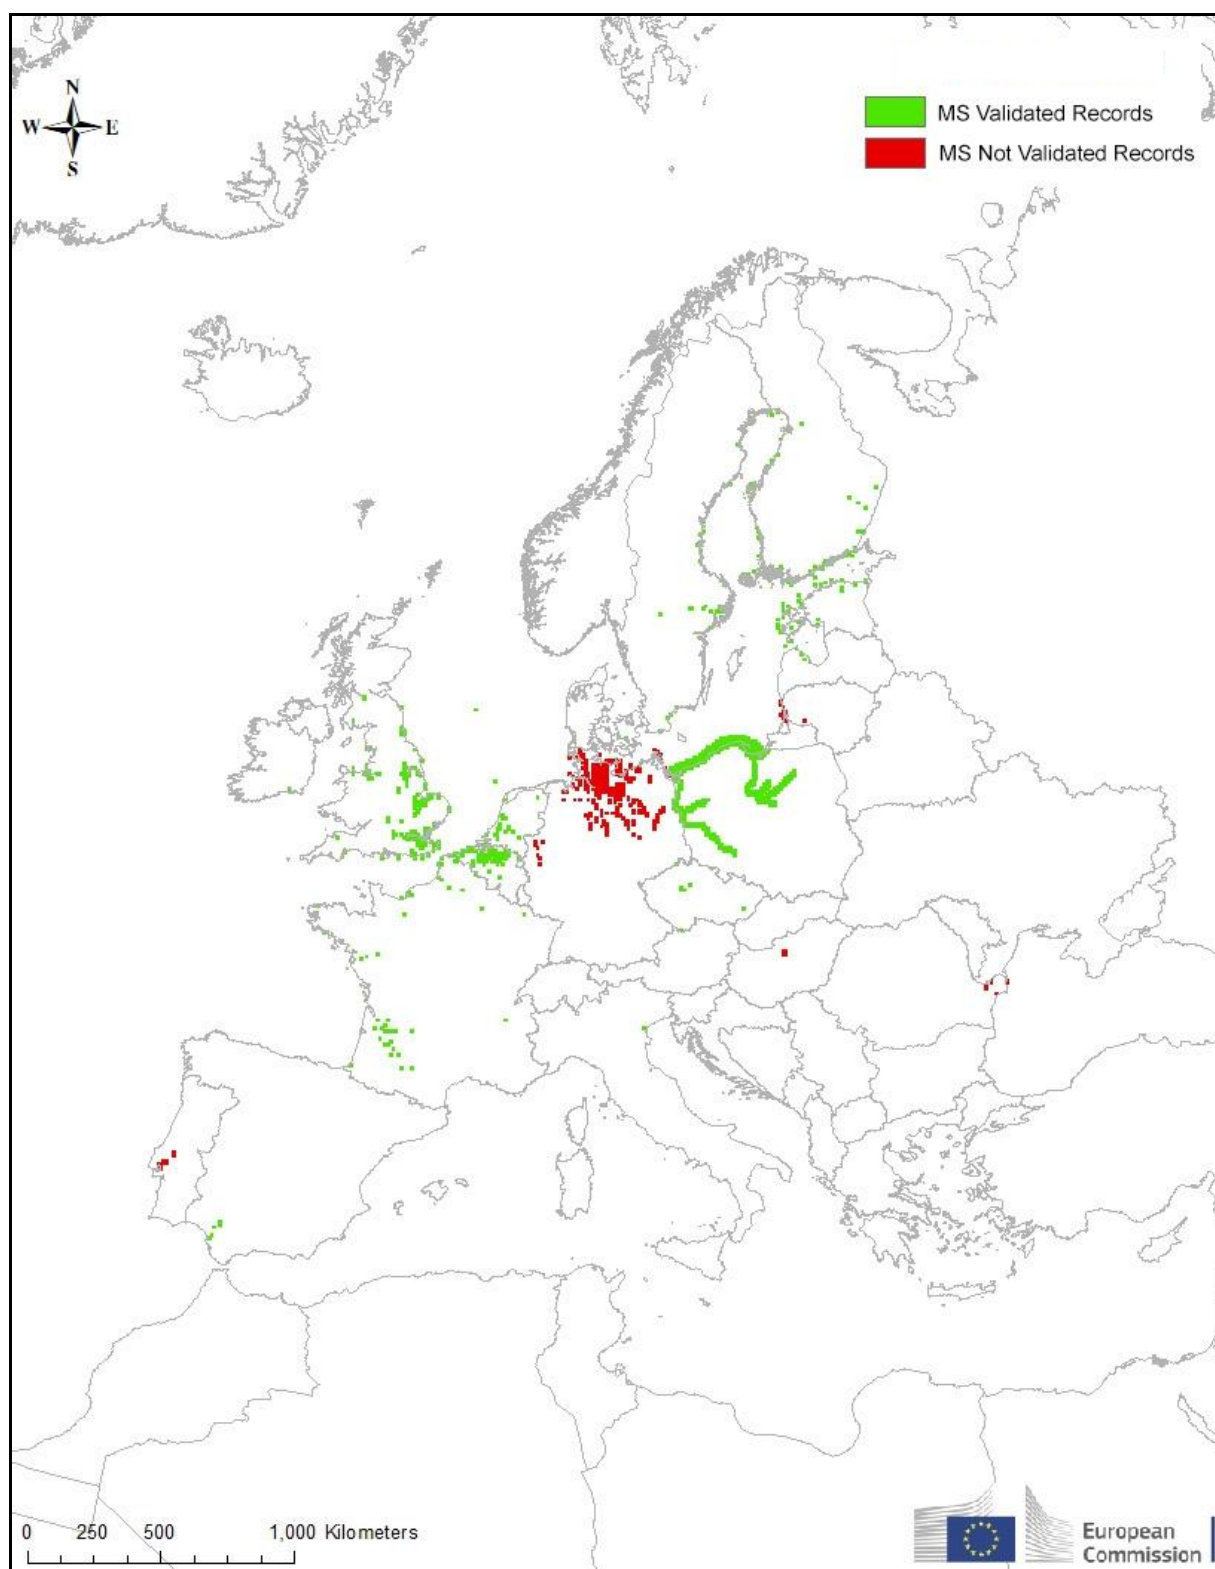 N
W E
S
MS Validated Records
MS Not Validated Records
0 250 500 1,000 Kilometers
European
Commission